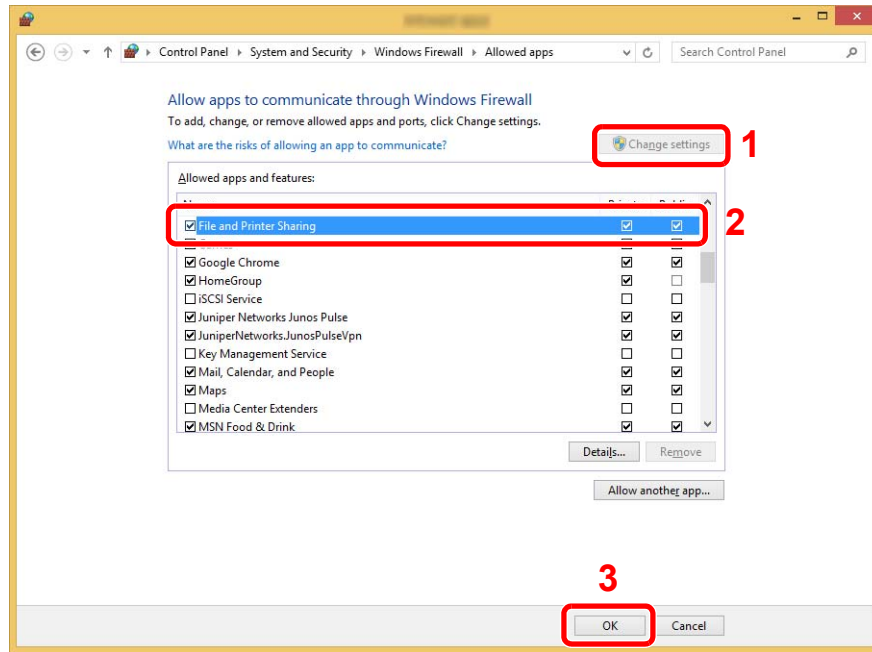 Control Panel ▸ System and Security ▸ Windows Firewall ▸ Allowed apps
Search Control Panel
Allow apps to communicate through Windows Firewall
To add, change, or remove allowed apps and ports, click Change settings.
What are the risks of allowing an app to communicate?
Change settings
1
Allowed apps and features:
2
File and Printer Sharing
Google Chrome
HomeGroup
iSCSI Service
Juniper Networks Junos Pulse
JuniperNetworks.JunosPulseVpn
Key Management Service
Mail, Calendar, and People
Maps
Media Center Extenders
MSN Food & Drink
Details... Remove
Allow another app...
3
OK Cancel